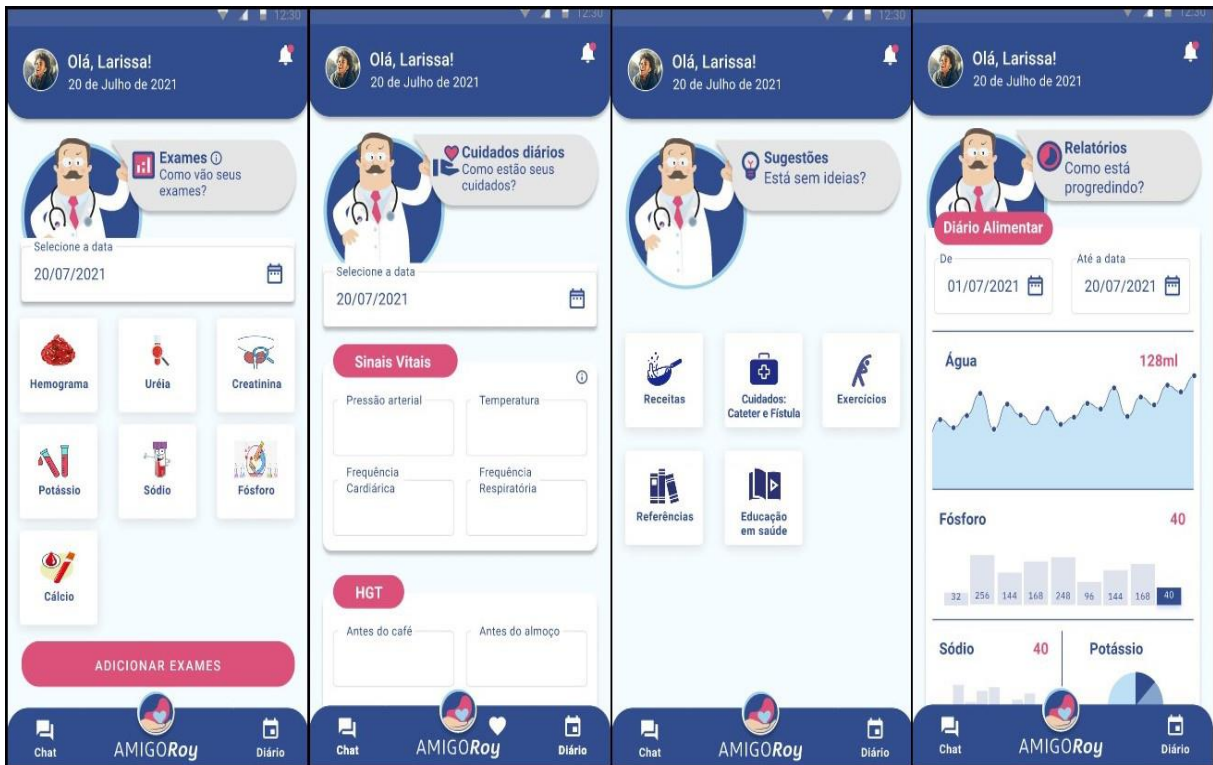 12:30
Olá, Larissa!
20 de Julho de 2021
Exames
Como vão seus
exames?
Selecione a data
20/07/2021
Hemograma
Uréia
Creatinina
Potássio
Sódio
Fósforo
Cálcio
ADICIONAR EXAMES
Chat
AMIGORoy
Diário
12:30
Olá, Larissa!
20 de Julho de 2021
Cuidados diários
Como estão seus
cuidados?
Selecione a data
20/07/2021
Sinais Vitais
Pressão arterial
Temperatura
Frequência
Cardiárica
Frequência
Respiratória
HGT
Antes do café
Antes do almoço
Chat
AMIGORoy
Diário
12:30
Olá, Larissa!
20 de Julho de 2021
Sugestões
Está sem ideias?
Receitas
Cuidados:
Cateter e Fístula
Exercícios
Referências
Educação
em saúde
Chat
AMIGORoy
Diário
12:30
Olá, Larissa!
20 de Julho de 2021
Relatórios
Como está
progredindo?
Diário Alimentar
De
01/07/2021
Até a data
20/07/2021
Água
128ml
Fósforo
40
32 256 144 168 248 96 144 168 40
Sódio
40
Potássio
Chat
AMIGORoy
Diário